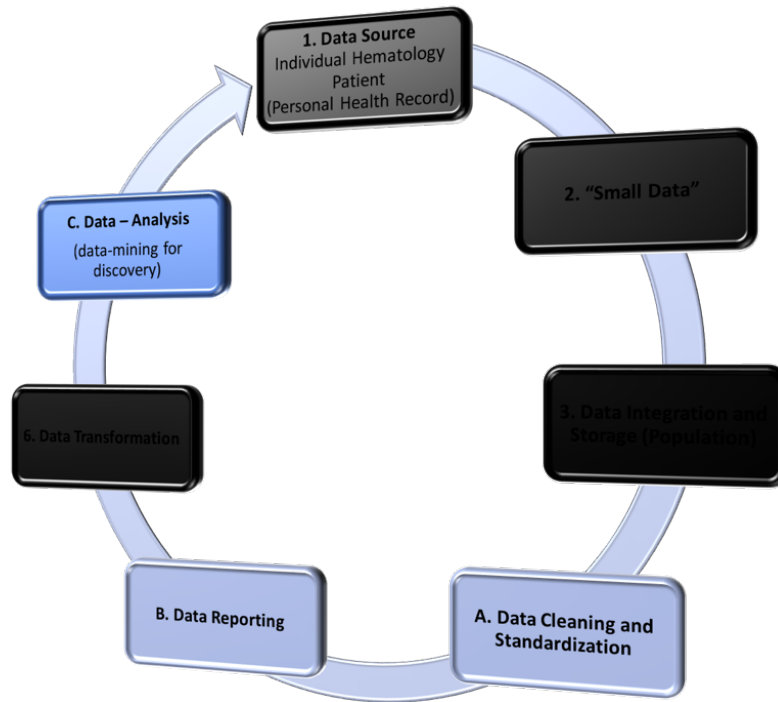 1. Data Source
Individual Hematology
Patient
(Personal Health Record)
2. “Small Data”
3. Data Integration and
Storage (Population)
A. Data Cleaning and
Standardization
B. Data Reporting
6. Data Transformation
C. Data – Analysis
(data-mining for
discovery)